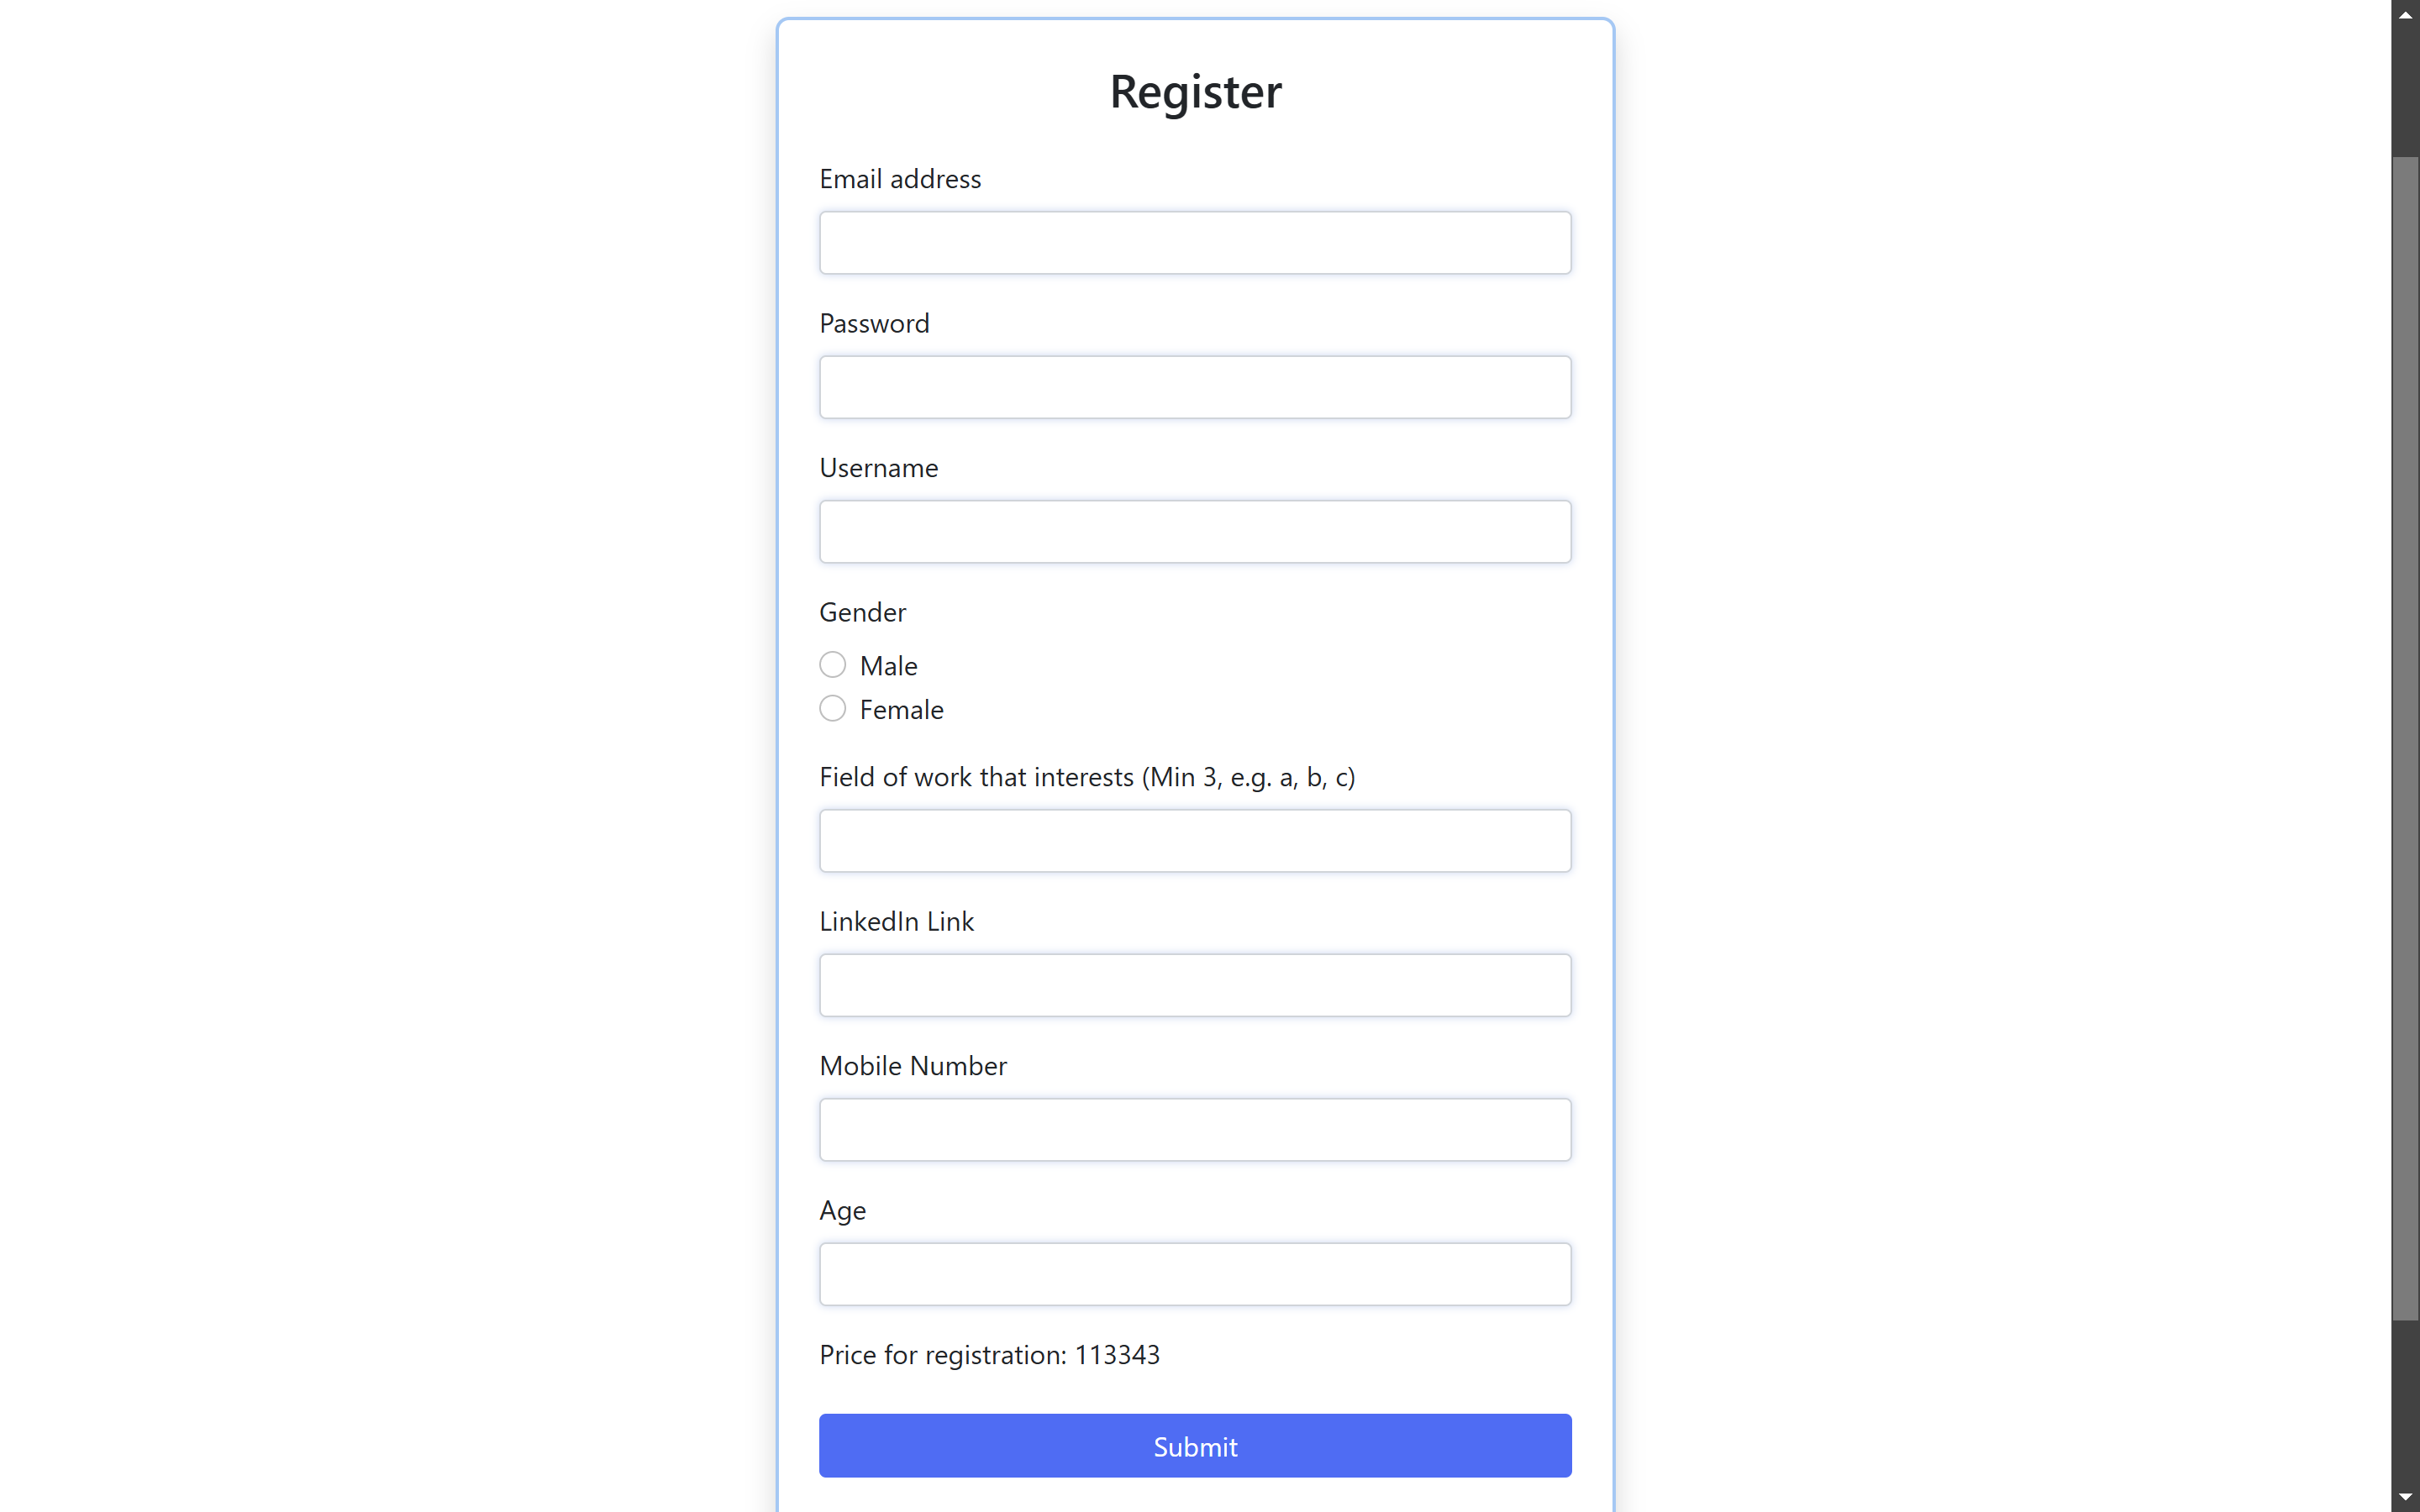 Register
Email address
Password
Username
Gender
Male
Female
Field of work that interests (Min 3, e.g. a, b, c)
LinkedIn Link
Mobile Number
Age
Price for registration: 113343
Submit